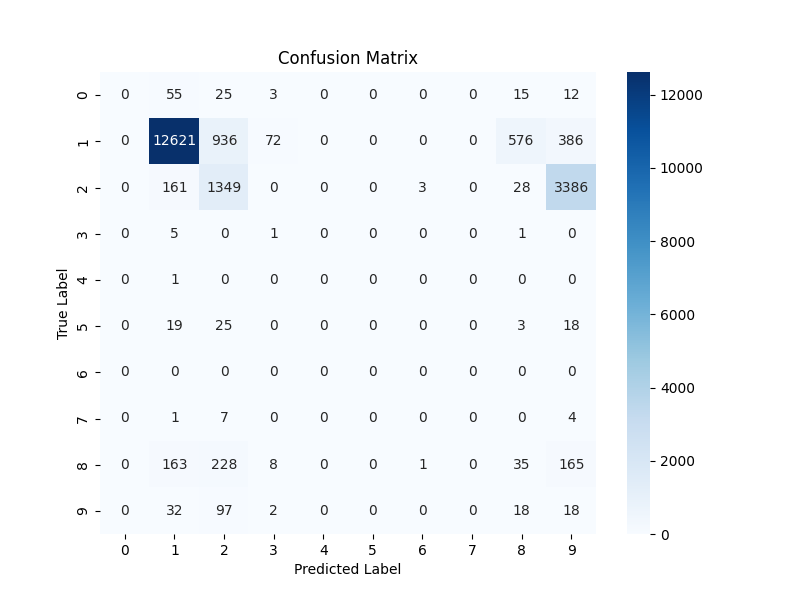 Confusion Matrix
0 0 55 25 3 0 0 0 0 15 12
1 0 12621 936 72 0 0 0 0 576 386
2 0 161 1349 0 0 0 3 0 28 3386
3 0 5 0 1 0 0 0 0 1 0
4 0 1 0 0 0 0 0 0 0 0
5 0 19 25 0 0 0 0 0 3 18
6 0 0 0 0 0 0 0 0 0 0
7 0 1 7 0 0 0 0 0 0 4
8 0 163 228 8 0 0 1 0 35 165
9 0 32 97 2 0 0 0 0 18 18
0 1 2 3 4 5 6 7 8 9
Predicted Label
True Label
12000
10000
8000
6000
4000
2000
0